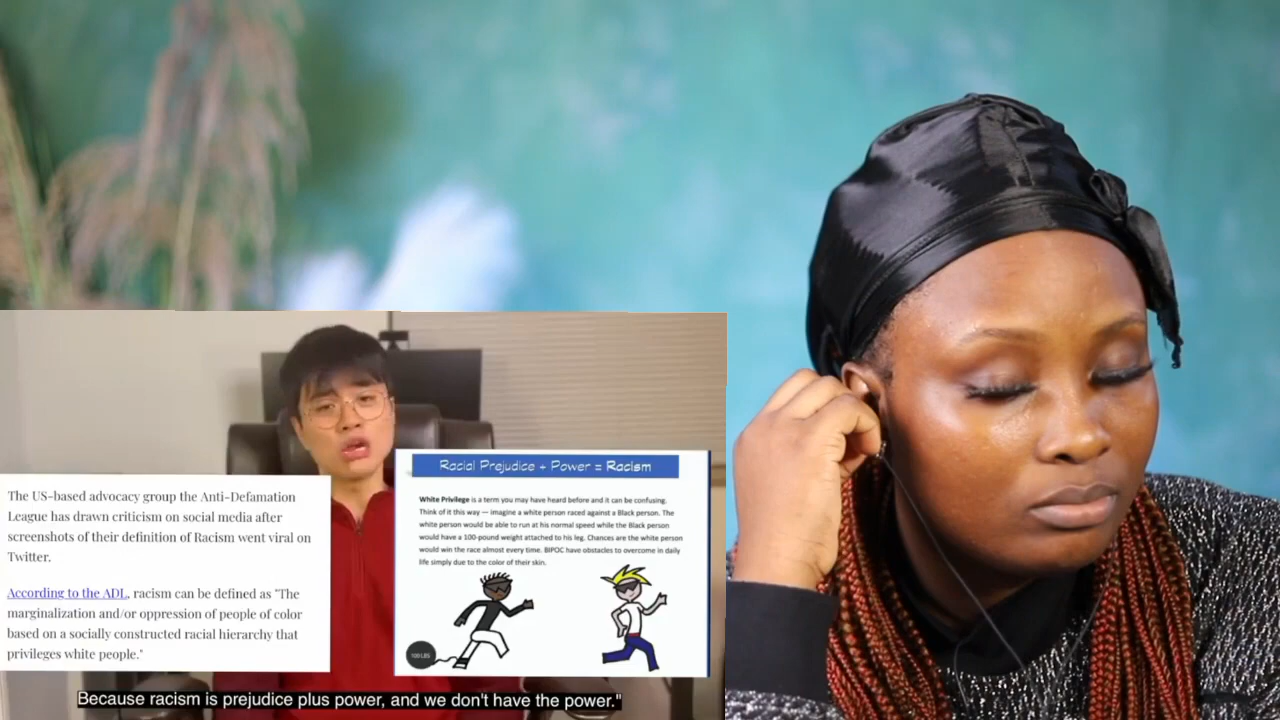 The US-based advocacy group the Anti-Defamation
League has drawn criticism on social media after
screenshots of their definition of Racism went viral on
Twitter.
According to the ADL, racism can be defined as "The
marginalization and/or oppression of people of color
based on a socially constructed racial hierarchy that
privileges white people."
Racial Prejudice + Power = Racism
White Privilege is a term you may have heard before and it can be confusing.
Think of it this way — imagine a white person raced against a Black person. The
white person would be able to run at his normal speed while the Black person
would have a 100-pound weight attached to his leg. Chances are the white person
would win the race almost every time. BIPOC have obstacles to overcome in daily
life simply due to the color of their skin.
100 LBS
Because racism is prejudice plus power, and we don't have the power."